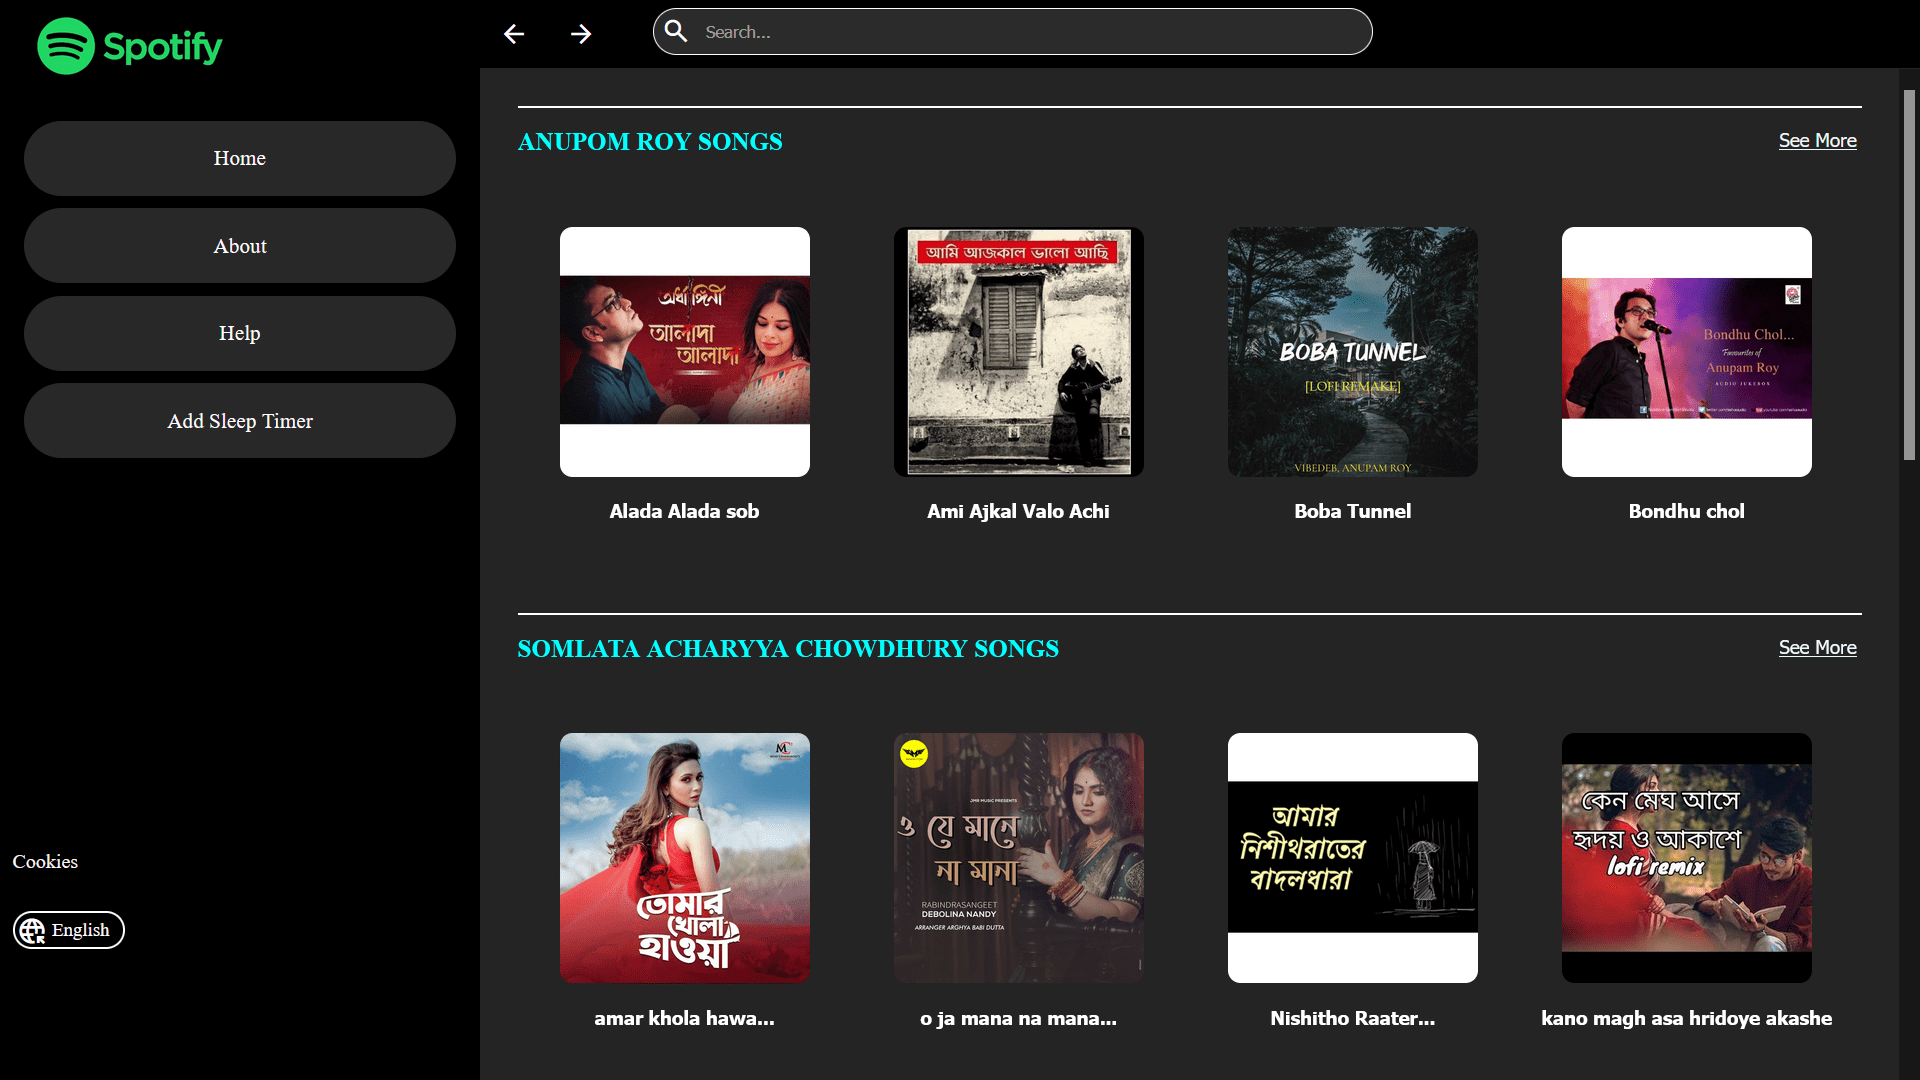 Spotify
Search...
Home
About
Help
Add Sleep Timer
Cookies
English
ANUPOM ROY SONGS
See More
অর্ধাঙ্গিনী
আলাদা
আলাদা
আমি আজকাল ভালো আছি
BOBA TUNNEL
[LOFI REMAKE]
VIBEDEB, ANUPAM ROY
Bondhu Chol...
Favourites of
Anupam Roy
AUDIO JUKEBOX
Alada Alada sob
Ami Ajkal Valo Achi
Boba Tunnel
Bondhu chol
SOMLATA ACHARYYA CHOWDHURY SONGS
See More
তোমার
খোলা
হাওয়া
JMR MUSIC PRESENTS
ও যে মানে
না মানা
RABINDRASANGEET
DEBOLINA NANDY
ARRANGER ARGHYA BABI DUTTA
আমার
নিশীথরাতের
বাদলধারা
কেন মেঘ আসে
হৃদয় ও আকাশে
lofi remix
amar khola hawa...
o ja mana na mana...
Nishitho Raater...
kano magh asa hridoye akashe